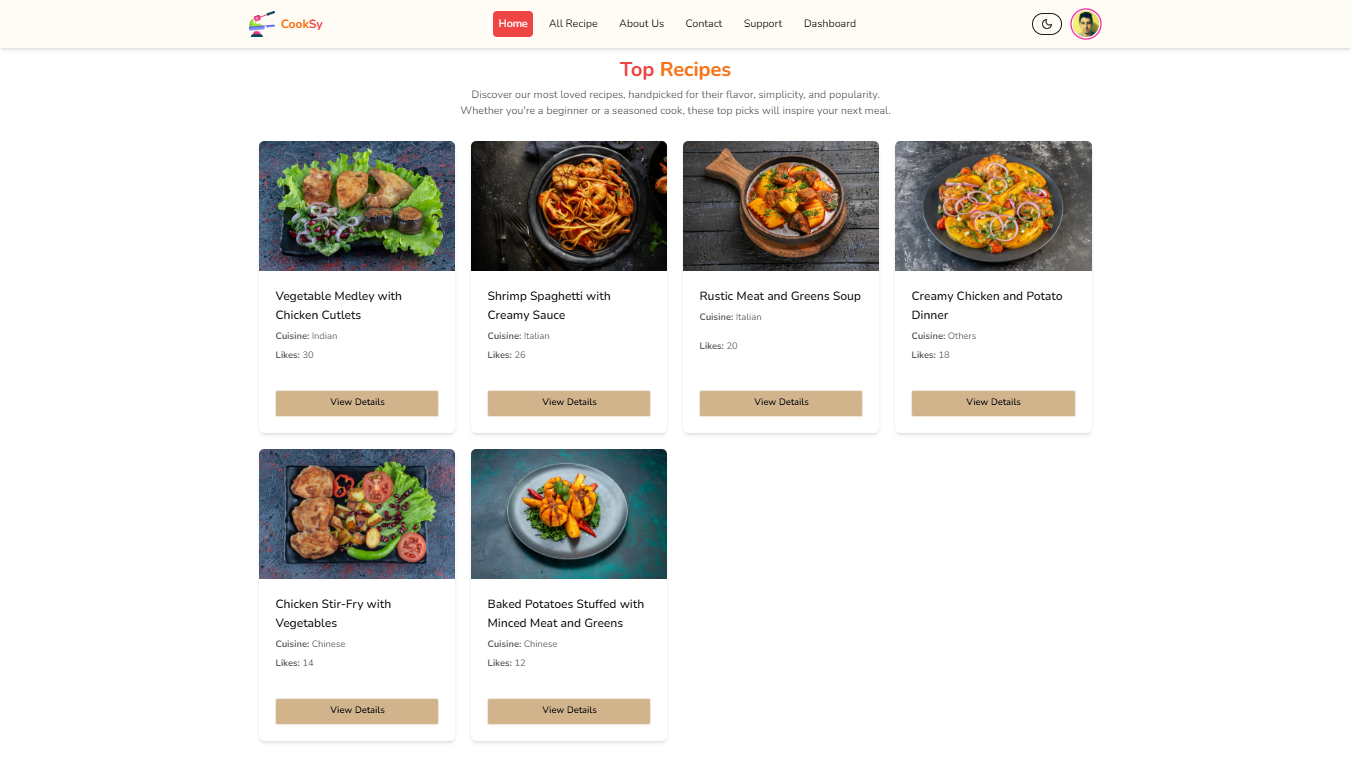 CookSy
Home All Recipe About Us Contact Support Dashboard
Top Recipes
Discover our most loved recipes, handpicked for their flavor, simplicity, and popularity.
Whether you're a beginner or a seasoned cook, these top picks will inspire your next meal.
Vegetable Medley with
Chicken Cutlets
Cuisine: Indian
Likes: 30
View Details
Shrimp Spaghetti with
Creamy Sauce
Cuisine: Italian
Likes: 26
View Details
Rustic Meat and Greens Soup
Cuisine: Italian
Likes: 20
View Details
Creamy Chicken and Potato
Dinner
Cuisine: Others
Likes: 18
View Details
Chicken Stir-Fry with
Vegetables
Cuisine: Chinese
Likes: 14
View Details
Baked Potatoes Stuffed with
Minced Meat and Greens
Cuisine: Chinese
Likes: 12
View Details